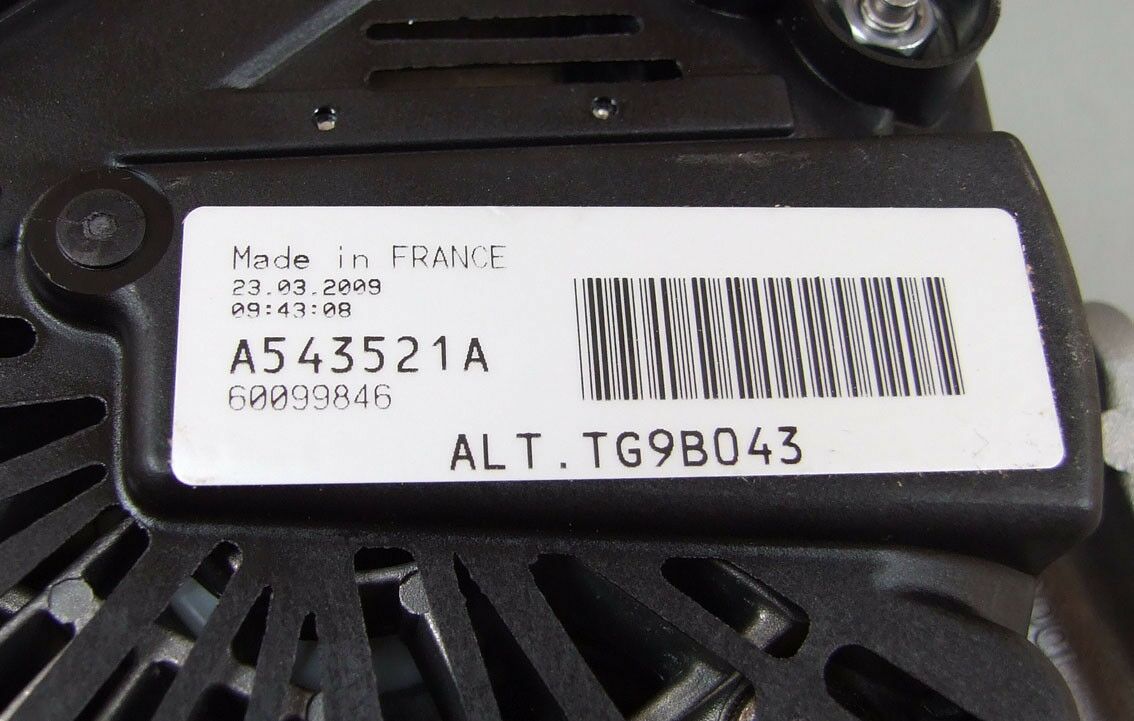 Made in FRANCE
23.03.2009
09:43:08
A543521A
60099846
ALT.TG9B043